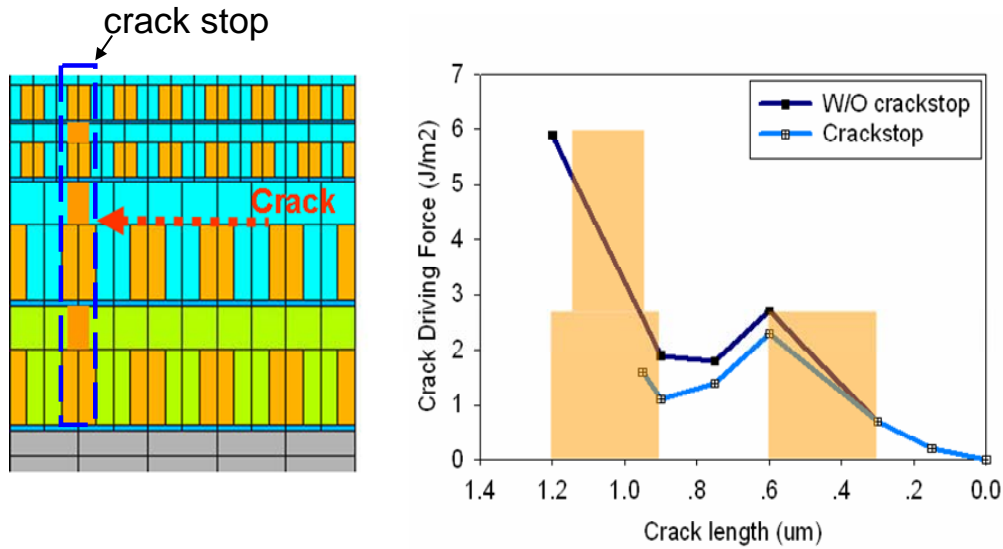 crack stop
Crack
7
6
5
4
3
2
1
0
Crack Driving Force (J/m2)
W/O crackstop
Crackstop
1.4 1.2 1.0 .8 .6 .4 .2 0.0
Crack length (um)